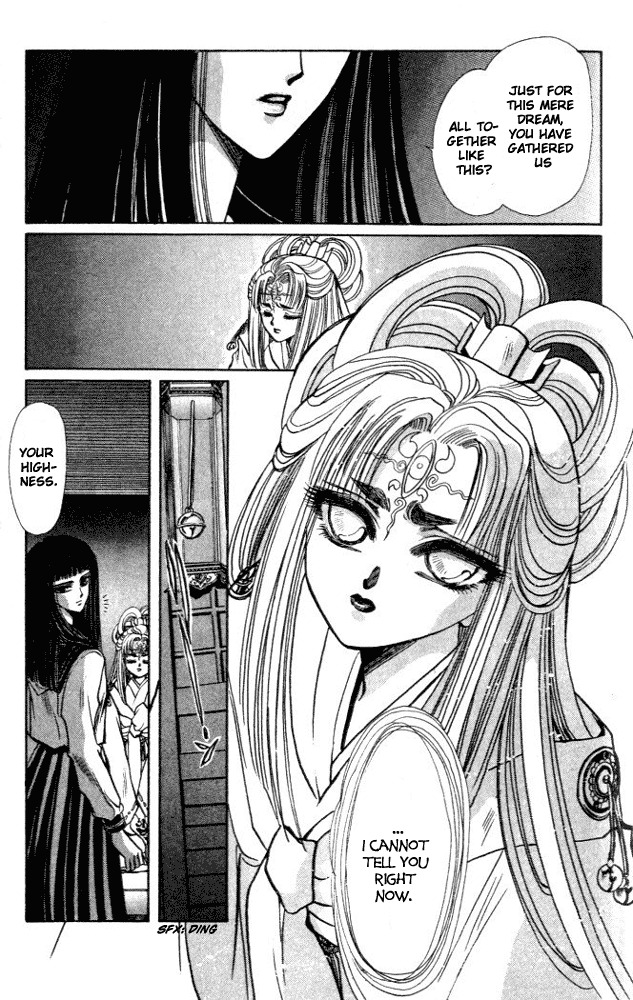 JUST FOR
THIS MERE
DREAM,
YOU HAVE
GATHERED
US
ALL TO-
GETHER
LIKE
THIS?
YOUR
HIGH-
NESS.
...
I CANNOT
TELL YOU
RIGHT
NOW.
SFX: DING